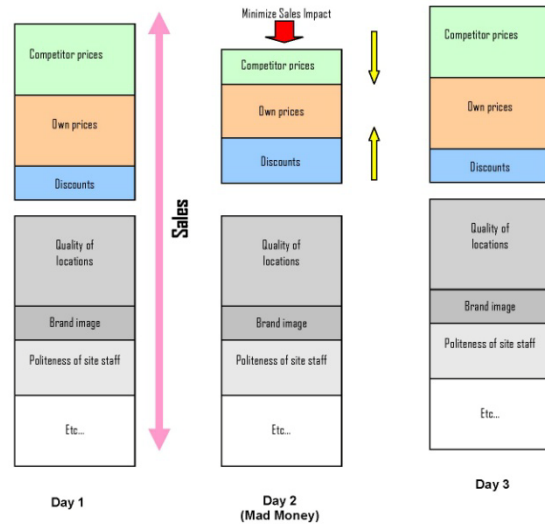 Minimize Sales Impact
Competitor prices
Own prices
Discounts
Quality of
locations
Brand image
Politeness of site staff
Etc...
Day 1
Sales
Competitor prices
Own prices
Discounts
Quality of
locations
Brand image
Politeness of site staff
Etc...
Day 2
(Mad Money)
Competitor prices
Own prices
Discounts
Quality of
locations
Brand image
Politeness of site staff
Etc...
Day 3